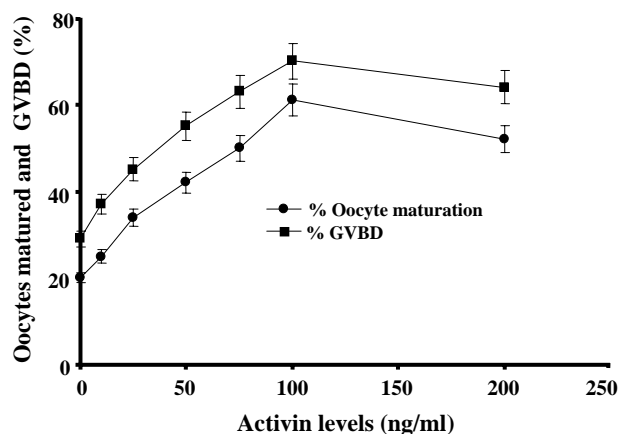 Oocytes matured and GVBD (%)
80
60
40
20
0
% Oocyte maturation
% GVBD
0 50 100 150 200 250
Activin levels (ng/ml)